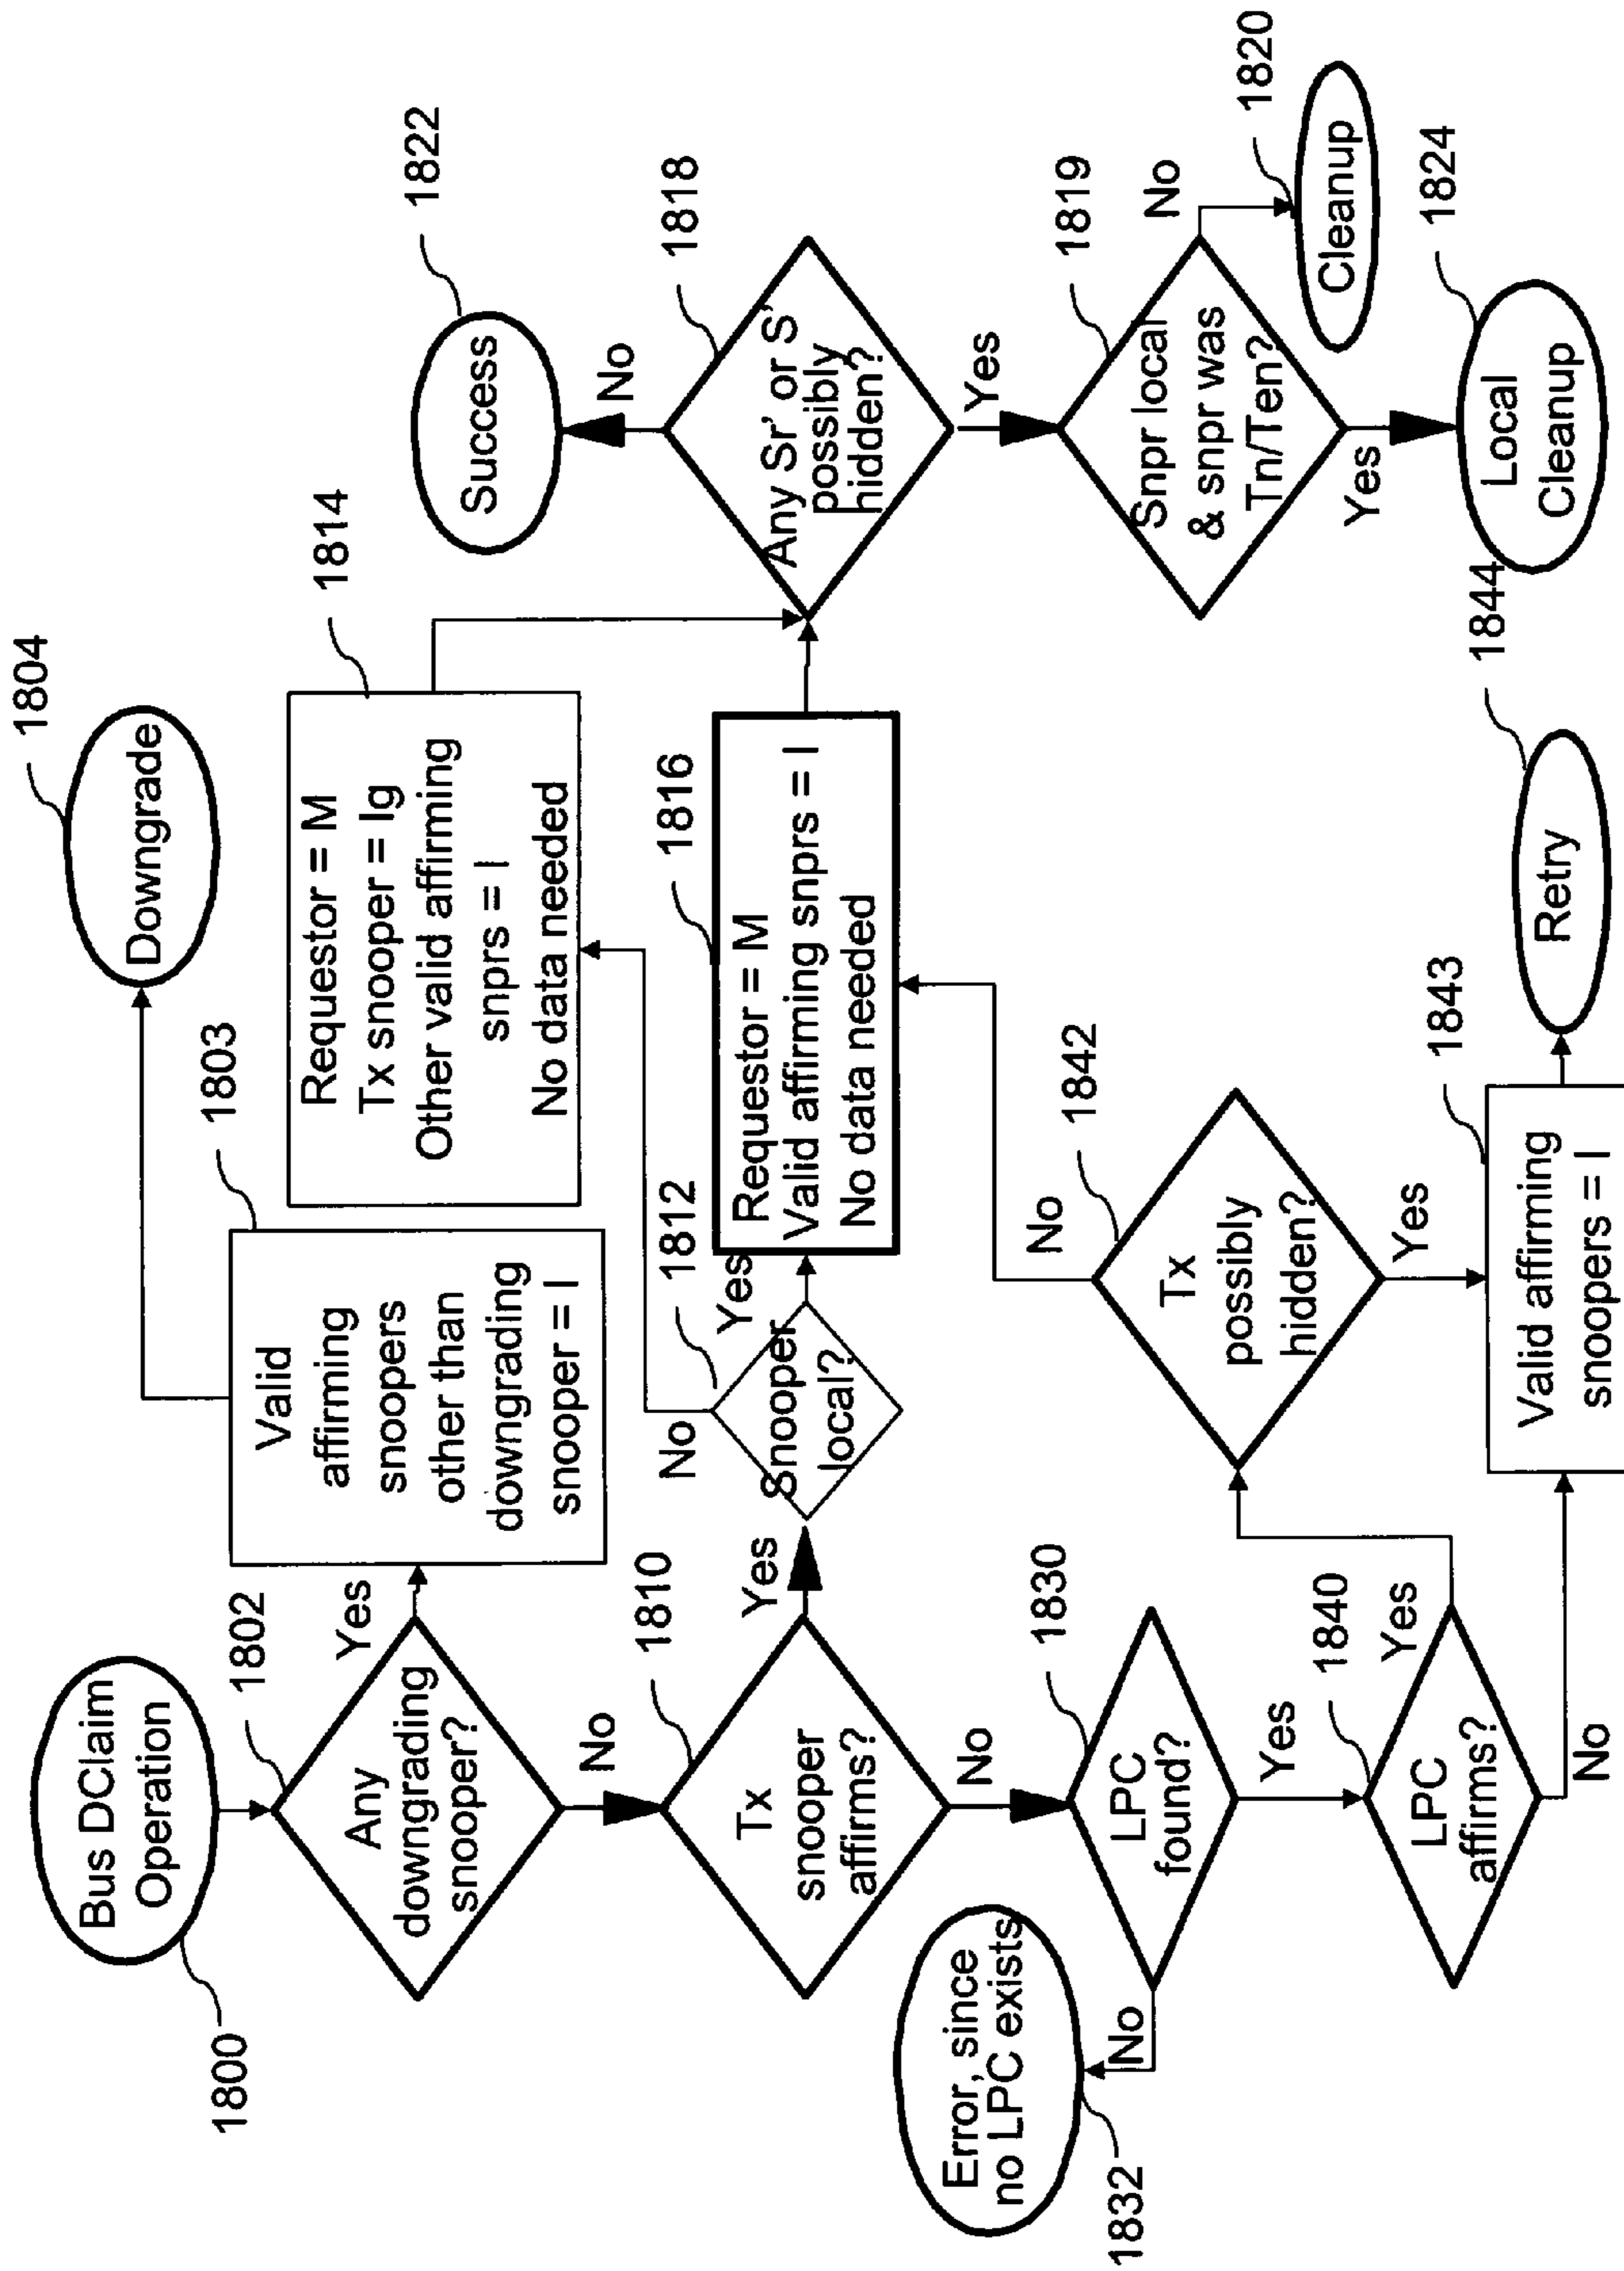 Bus DClaim
Operation
1800
1802
Any
downgrading
snooper?
Yes
No
1803
Valid
affirming
snoopers
other than
downgrading
snooper = I
1804
Downgrade
1810
Tx
snooper
affirms?
Yes
No
1812
Snooper
local?
No
Yes
1814
Requestor = M
Tx snooper = Ig
Other valid affirming
snprs = I
No data needed
1816
Requestor = M
Valid affirming snprs = I
No data needed
1818
Any Sr' or S'
possibly
hidden?
No
Yes
1822
Success
1819
Snpr local
& snpr was
Tn/Ten?
No
Yes
1820
Cleanup
1824
Local
Cleanup
1830
LPC
found?
No
Yes
1832
Error, since
no LPC exists
1840
LPC
affirms?
Yes
No
1842
Tx
possibly
hidden?
No
Yes
1843
Valid affirming
snoopers = I
1844
Retry